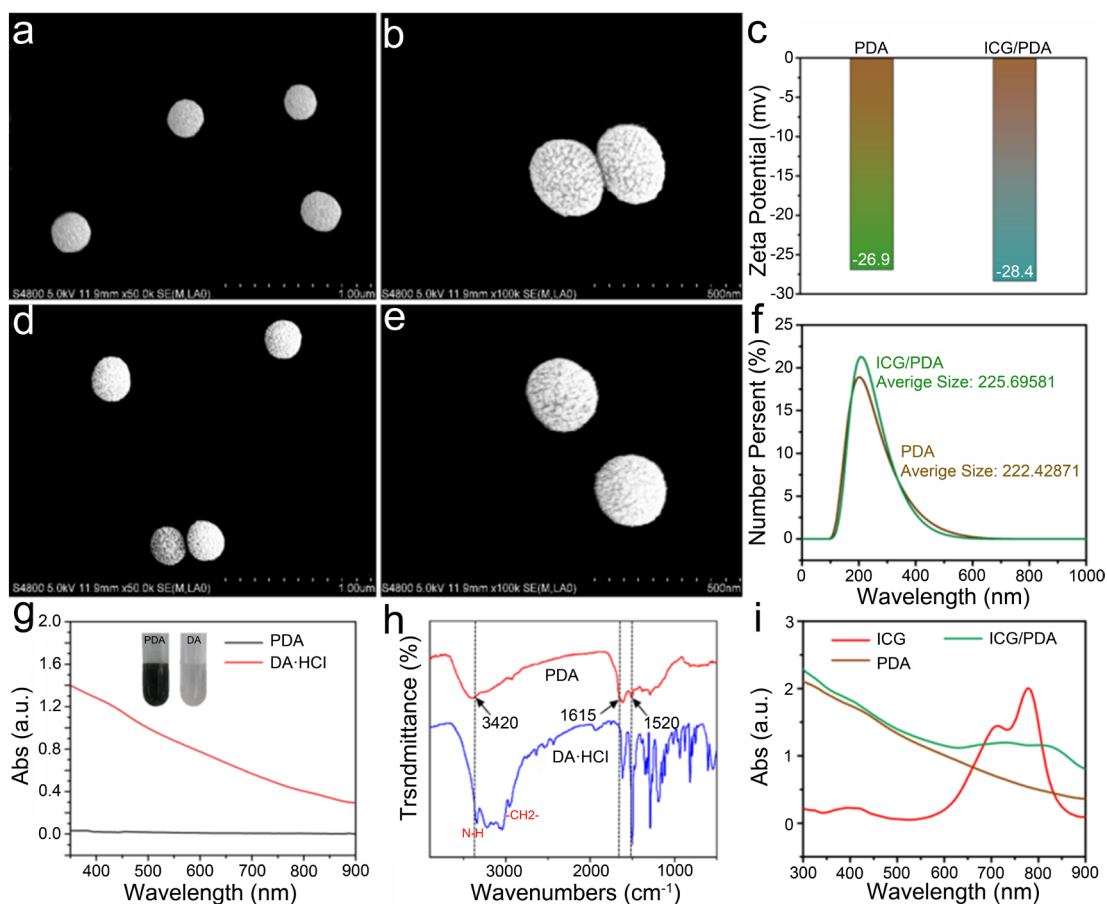 a
S4800 5.0kV 11.9mm x50.0k SE(M,LA0)
1.00um
b
S4800 5.0kV 11.9mm x100k SE(M,LA0)
500nm
c
PDA
ICG/PDA
0
-5
-10
-15
-20
-25
-30
Zeta Potential (mv)
-26.9
-28.4
d
S4800 5.0kV 11.9mm x50.0k SE(M,LA0)
1.00um
e
S4800 5.0kV 11.9mm x100k SE(M,LA0)
500nm
f
25
20
15
10
5
0
Number Persent (%)
ICG/PDA
Averige Size: 225.69581
PDA
Averige Size: 222.42871
0 200 400 600 800 1000
Wavelength (nm)
g
2.0
1.6
1.2
0.8
0.4
0.0
Abs (a.u.)
PDA
DA
PDA
DA·HCl
400 500 600 700 800 900
Wavelength (nm)
h
Trsndmittance (%)
PDA
3420
1615
1520
DA·HCl
N-H
-CH2-
3000 2000 1000
Wavenumbers (cm⁻¹)
i
3
2
1
0
Abs (a.u.)
ICG
PDA
ICG/PDA
300 400 500 600 700 800 900
Wavelength (nm)